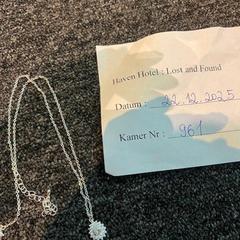 Haven Hotel : Lost and Found
Datum : 22.12.2025
Kamer Nr : 961